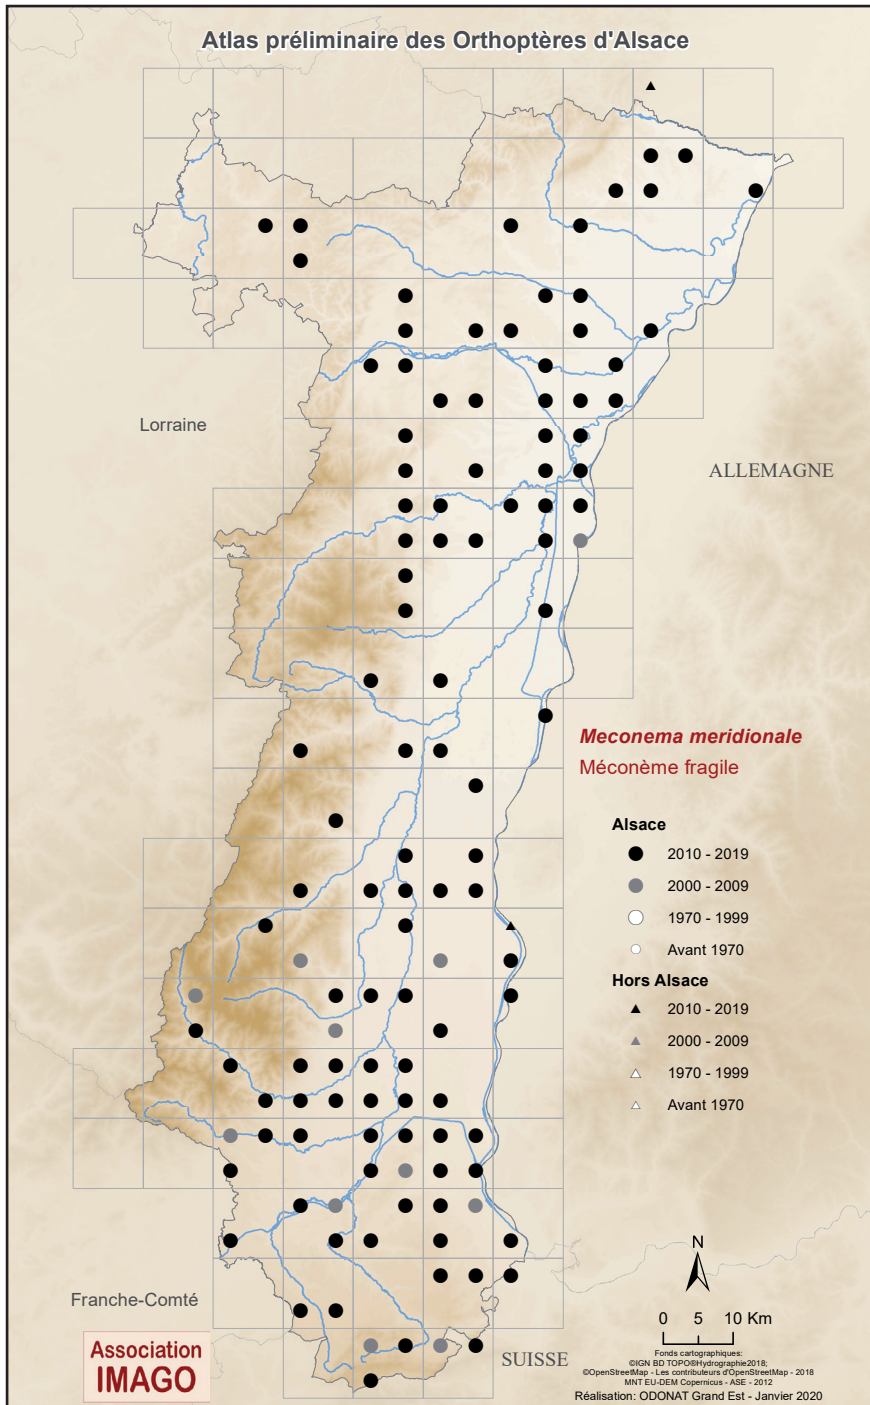 Atlas préliminaire des Orthoptères d'Alsace
Lorraine
ALLEMAGNE
Meconema meridionale
Méconème fragile
Alsace
2010 - 2019
2000 - 2009
1970 - 1999
Avant 1970
Hors Alsace
2010 - 2019
2000 - 2009
1970 - 1999
Avant 1970
N
Franche-Comté
0 5 10 Km
Association
IMAGO
SUISSE
Fonds cartographiques:
©IGN BD TOPO®Hydrographie2018;
©OpenStreetMap - Les contributeurs d'OpenStreetMap - 2018
MNT EU-DEM Copernicus - ASE - 2012
Réalisation: ODONAT Grand Est - Janvier 2020